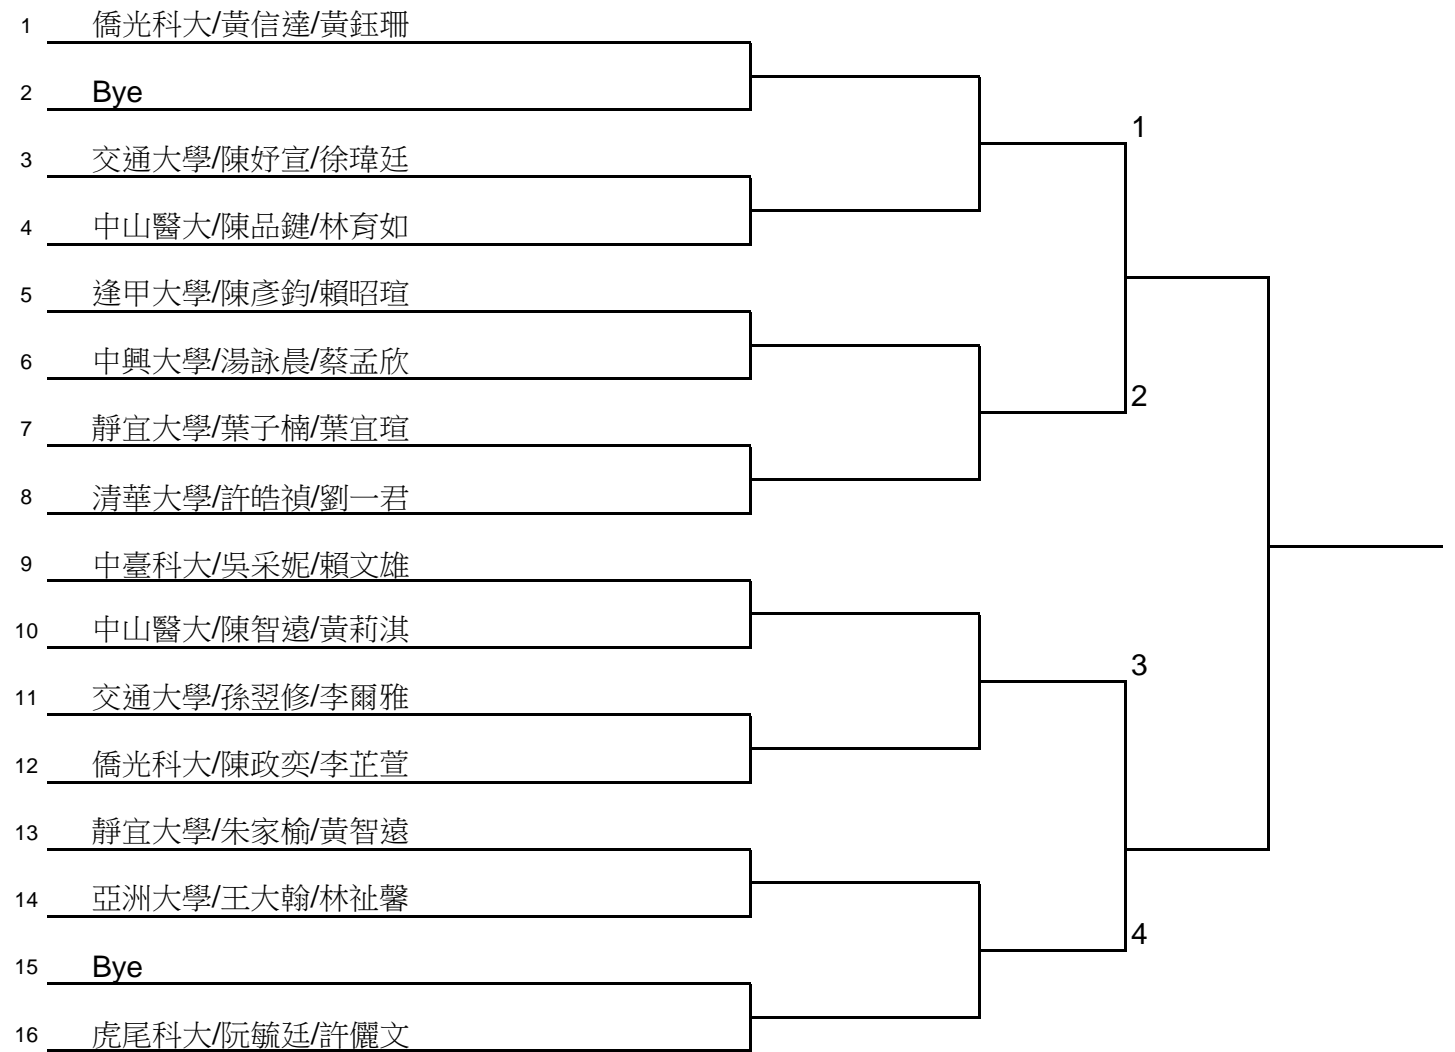 1 僑光科大/黃信達/黃鈺珊
2 Bye
1
3 交通大學/陳妤宣/徐瑋廷
4 中山醫大/陳品鍵/林育如
5 逢甲大學/陳彥鈞/賴昭瑄
6 中興大學/湯詠晨/蔡孟欣
2
7 靜宜大學/葉子楠/葉宜瑄
8 清華大學/許皓禎/劉一君
9 中臺科大/吳采妮/賴文雄
10 中山醫大/陳智遠/黃莉淇
3
11 交通大學/孫翌修/李爾雅
12 僑光科大/陳政奕/李芷萱
13 靜宜大學/朱家榆/黃智遠
14 亞洲大學/王大翰/林祉馨
4
15 Bye
16 虎尾科大/阮毓廷/許儷文